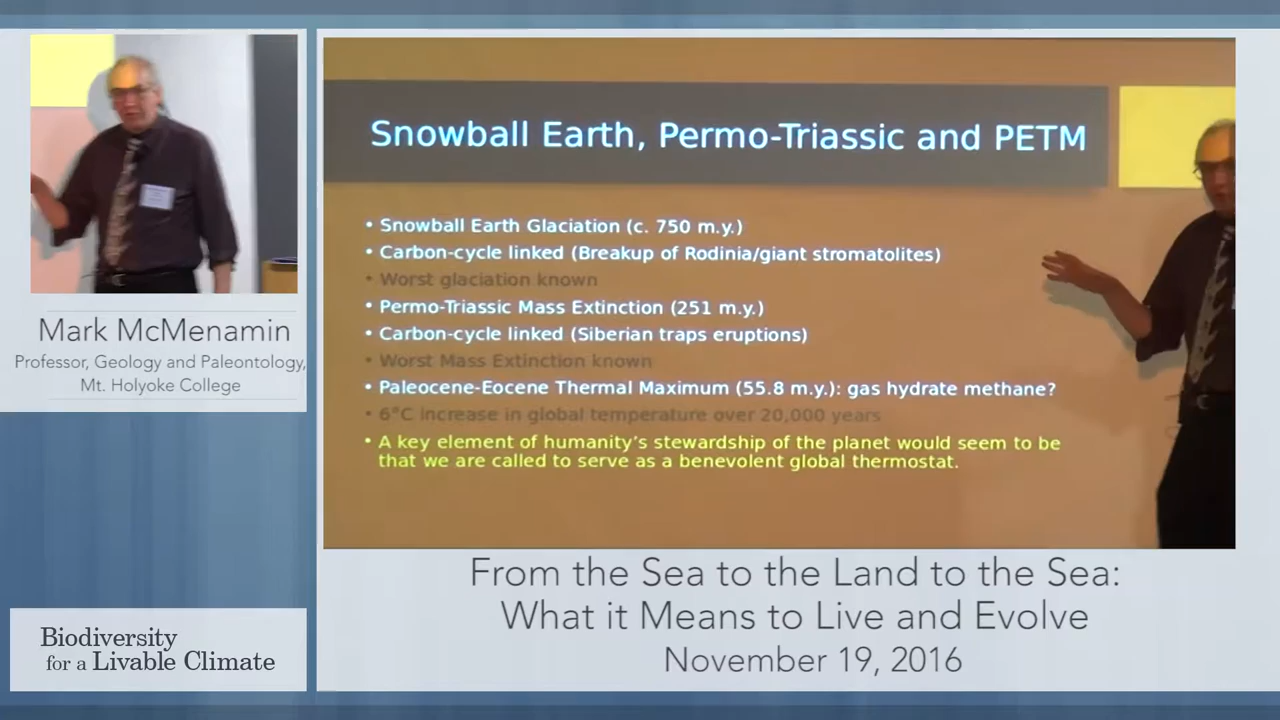 Mark McMenamin
Professor, Geology and Paleontology,
Mt. Holyoke College
Biodiversity
for a Livable Climate
Snowball Earth, Permo-Triassic and PETM
• Snowball Earth Glaciation (c. 750 m.y.)
• Carbon-cycle linked (Breakup of Rodinia/giant stromatolites)
• Worst glaciation known
• Permo-Triassic Mass Extinction (251 m.y.)
• Carbon-cycle linked (Siberian traps eruptions)
• Worst Mass Extinction known
• Paleocene-Eocene Thermal Maximum (55.8 m.y.): gas hydrate methane?
• 6°C increase in global temperature over 20,000 years
• A key element of humanity's stewardship of the planet would seem to be
that we are called to serve as a benevolent global thermostat.
From the Sea to the Land to the Sea:
What it Means to Live and Evolve
November 19, 2016